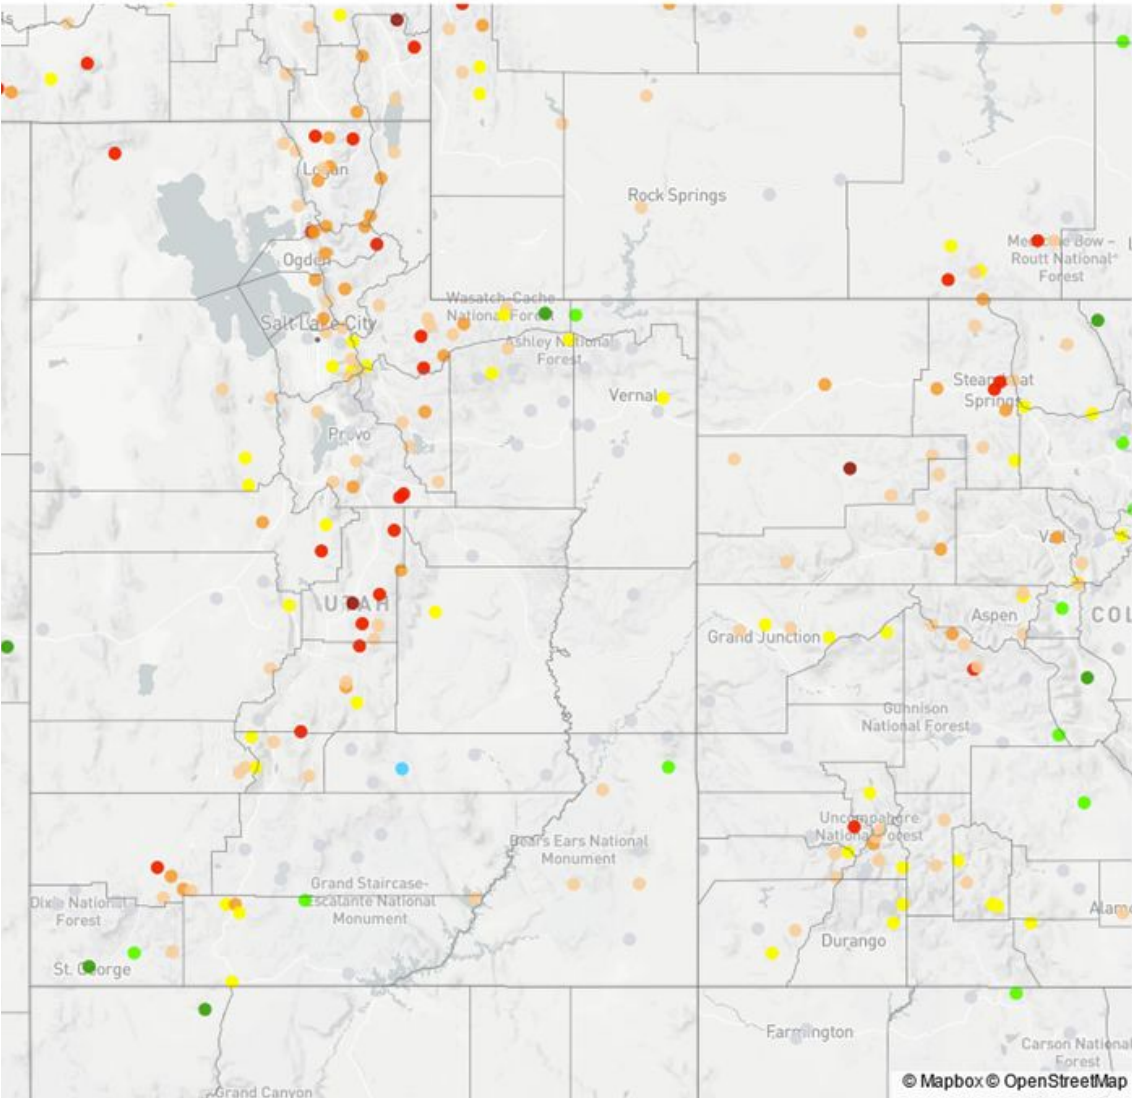 Logan
Rock Springs
Medicine Bow -
Routt National
Forest
Ogden
Wasatch-Cache
National Forest
Salt Lake City
Ashley National
Forest
Vernal
Steamboat
Springs
Provo
Vail
UTAH
Aspen
COL
Grand Junction
Gunnison
National Forest
Uncompahgre
National Forest
Bears Ears National
Monument
Grand Staircase-
Escalante National
Monument
Dixie National
Forest
Alamo
Durango
St. George
Farmington
Carson National
Forest
Grand Canyon
© Mapbox © OpenStreetMap